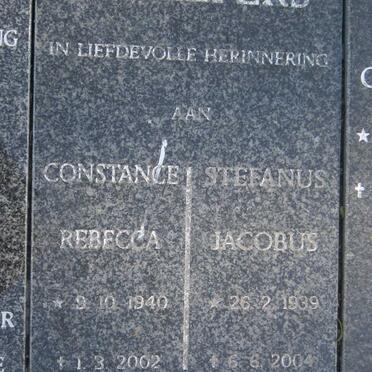 IN LIEFDEVOLLE HERINNERING
AAN
CONSTANCE STEFANUS
REBECCA JACOBUS
* 9.10.1940 * 26.2.1939
† 1.3.2002 † 6.6.2004